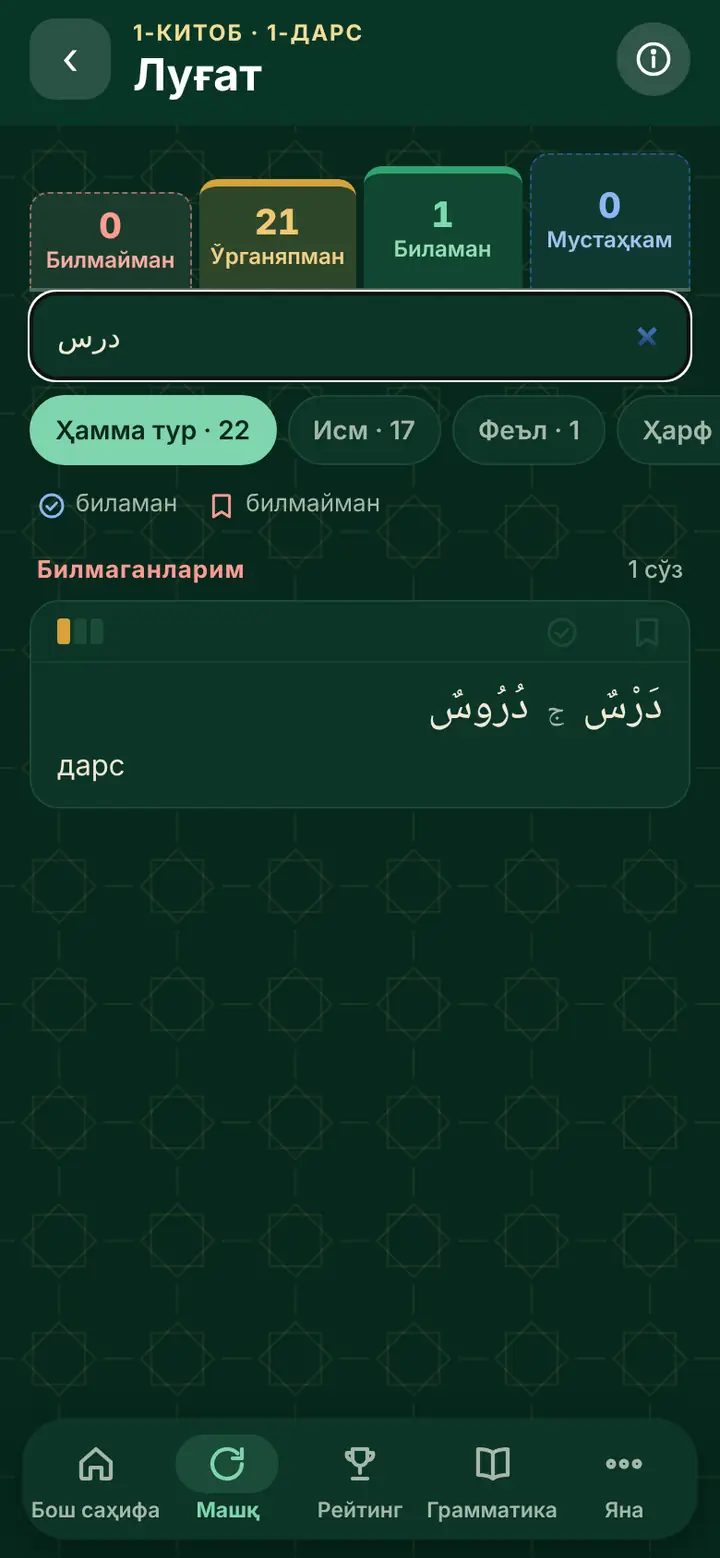 1-КИТОБ · 1-ДАРС
Луғат
0
Билмайман
21
Ўрганяпман
1
Биламан
0
Мустаҳкам
درس
Ҳамма тур · 22
Исм · 17
Феъл · 1
Ҳарф
биламан
билмайман
Билмаганларим
1 сўз
دَرْسٌ ج دُرُوسٌ
дарс
Бош саҳифа
Машқ
Рейтинг
Грамматика
Яна